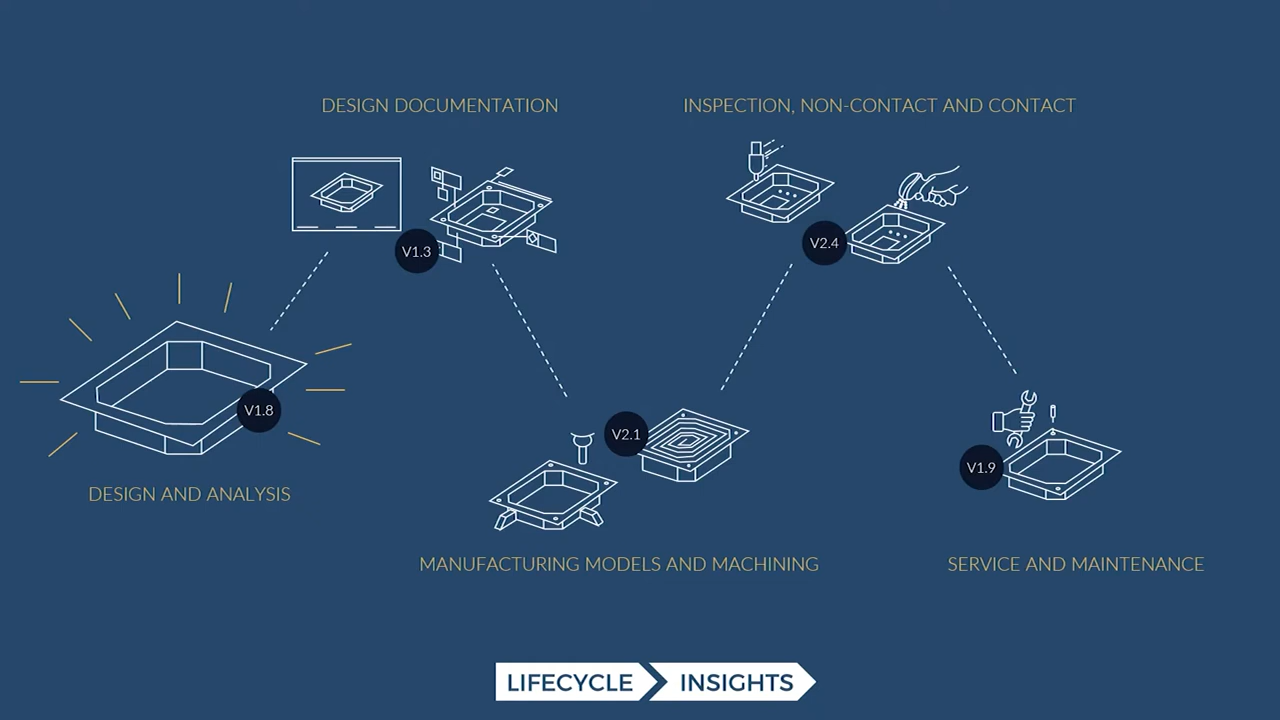 DESIGN DOCUMENTATION
INSPECTION, NON-CONTACT AND CONTACT
V1.3
V2.4
V1.8
V2.1
V1.9
DESIGN AND ANALYSIS
MANUFACTURING MODELS AND MACHINING
SERVICE AND MAINTENANCE
LIFECYCLE INSIGHTS